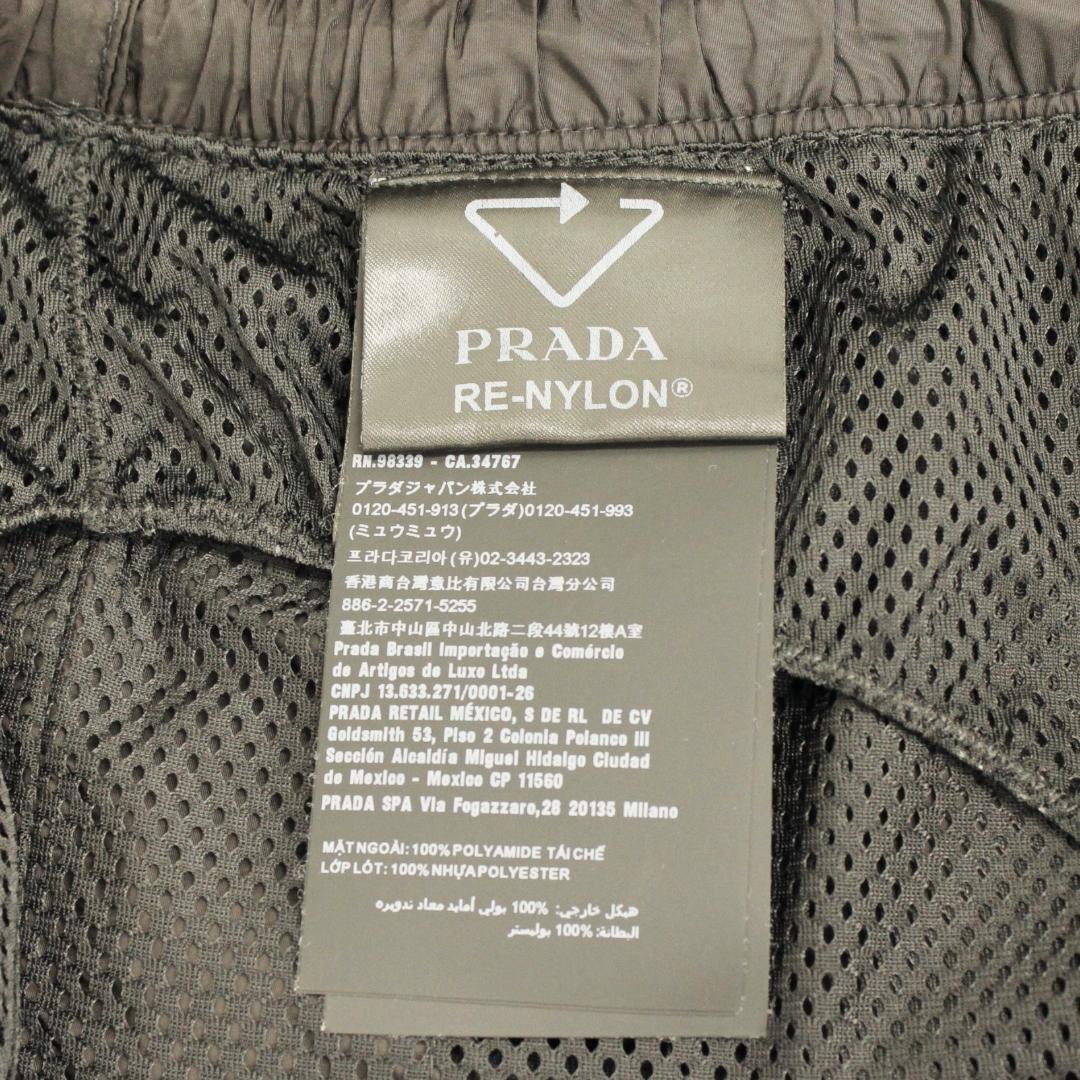 PRADA
RE-NYLON®
RN.98339 - CA.34767
プラダジャパン株式会社
0120-451-913(プラダ)0120-451-993
(ミュウミュウ)
프라다코리아(유)02-3443-2323
香港商台灣意比有限公司台灣分公司
886-2-2571-5255
臺北市中山區中山北路二段44號12樓A室
Prada Brasil Importação e Comércio
de Artigos de Luxo Ltda
CNPJ 13.633.271/0001-26
PRADA RETAIL MÉXICO, S DE RL DE CV
Goldsmith 53, Piso 2 Colonia Polanco III
Sección Alcaldía Miguel Hidalgo Ciudad
de Mexico - Mexico CP 11560
PRADA SPA Via Fogazzaro,28 20135 Milano
MẶT NGOÀI: 100% POLYAMIDE TÁI CHẾ
LỚP LÓT: 100% NHỰA POLYESTER
هيكل خارجي: 100% بولي أمايد معاد تدويره
البطانة: 100% بوليستر